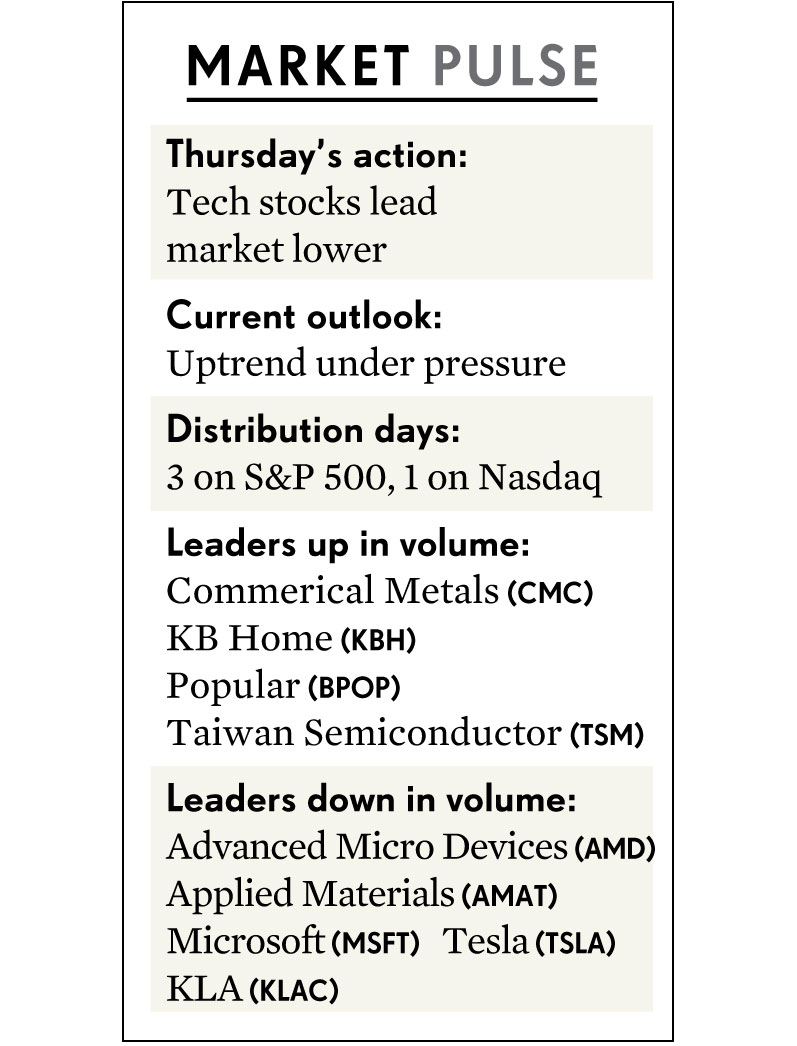 MARKET PULSE
Thursday’s action:
Tech stocks lead
market lower
Current outlook:
Uptrend under pressure
Distribution days:
3 on S&P 500, 1 on Nasdaq
Leaders up in volume:
Commerical Metals (CMC)
KB Home (KBH)
Popular (BPOP)
Taiwan Semiconductor (TSM)
Leaders down in volume:
Advanced Micro Devices (AMD)
Applied Materials (AMAT)
Microsoft (MSFT) Tesla (TSLA)
KLA (KLAC)